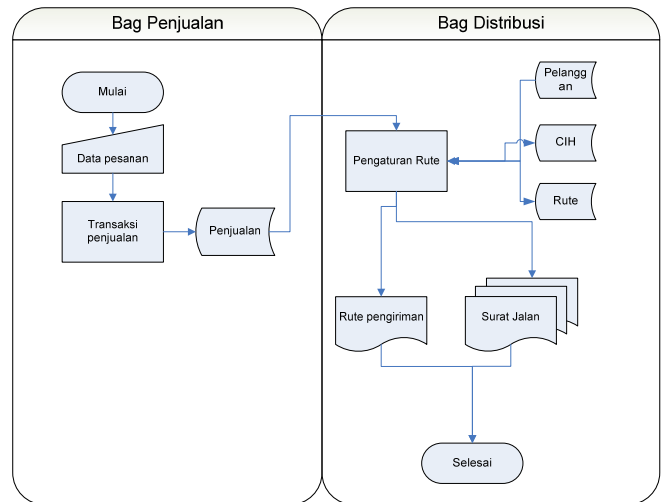 Bag Penjualan
Bag Distribusi
Mulai
Data pesanan
Transaksi
penjualan
Penjualan
Pelangg
an
Pengaturan Rute
CIH
Rute
Rute pengiriman
Surat Jalan
Selesai